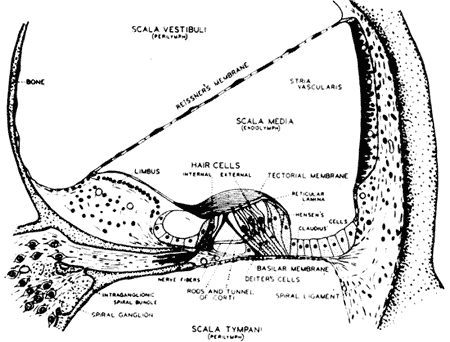 SCALA VESTIBULI
(PERILYMPH)
BONE
REISSNER'S MEMBRANE
STRIA
VASCULARIS
SCALA MEDIA
(ENDOLYMPH)
LIMBUS
HAIR CELLS
INTERNAL EXTERNAL
TECTORIAL MEMBRANE
RETICULAR
LAMINA
HENSEN'S
CELLS
CLAUDIUS'
NERVE FIBERS
BASILAR MEMBRANE
DEITER'S CELLS
INTRAGANGLIONIC
SPIRAL BUNDLE
RODS AND TUNNEL
OF CORTI
SPIRAL LIGAMENT
SPIRAL GANGLION
SCALA TYMPANI
(PERILYMPH)